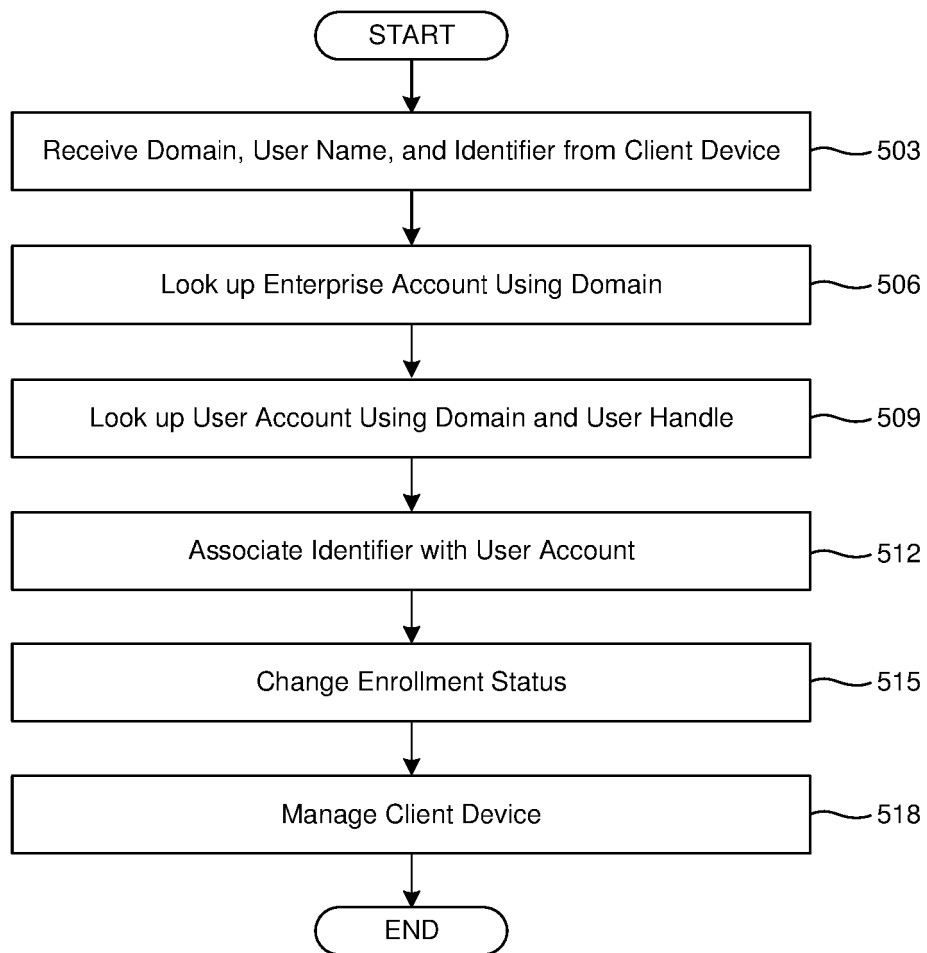 START
Receive Domain, User Name, and Identifier from Client Device
503
Look up Enterprise Account Using Domain
506
Look up User Account Using Domain and User Handle
509
Associate Identifier with User Account
512
Change Enrollment Status
515
Manage Client Device
518
END